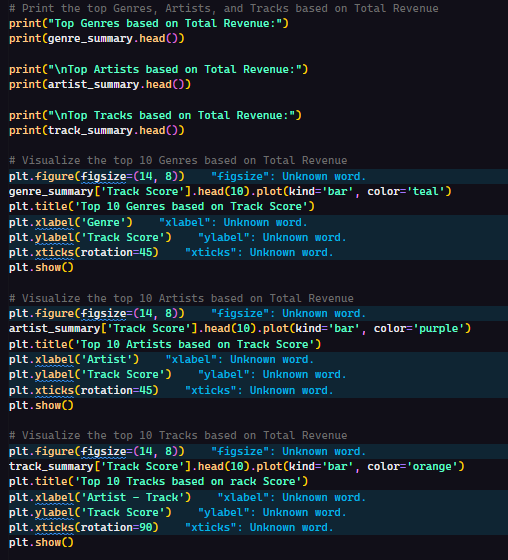 # Print the top Genres, Artists, and Tracks based on Total Revenue
print("Top Genres based on Total Revenue:")
print(genre_summary.head())
print("\nTop Artists based on Total Revenue:")
print(artist_summary.head())
print("\nTop Tracks based on Total Revenue:")
print(track_summary.head())
# Visualize the top 10 Genres based on Total Revenue
plt.figure(figsize=(14, 8))    "figsize": Unknown word.
genre_summary['Track Score'].head(10).plot(kind='bar', color='teal')
plt.title('Top 10 Genres based on Track Score')
plt.xlabel('Genre')    "xlabel": Unknown word.
plt.ylabel('Track Score')    "ylabel": Unknown word.
plt.xticks(rotation=45)    "xticks": Unknown word.
plt.show()
# Visualize the top 10 Artists based on Total Revenue
plt.figure(figsize=(14, 8))    "figsize": Unknown word.
artist_summary['Track Score'].head(10).plot(kind='bar', color='purple')
plt.title('Top 10 Artists based on Track Score')
plt.xlabel('Artist')    "xlabel": Unknown word.
plt.ylabel('Track Score')    "ylabel": Unknown word.
plt.xticks(rotation=45)    "xticks": Unknown word.
plt.show()
# Visualize the top 10 Tracks based on Total Revenue
plt.figure(figsize=(14, 8))    "figsize": Unknown word.
track_summary['Track Score'].head(10).plot(kind='bar', color='orange')
plt.title('Top 10 Tracks based on rack Score')
plt.xlabel('Artist - Track')    "xlabel": Unknown word.
plt.ylabel('Track Score')    "ylabel": Unknown word.
plt.xticks(rotation=90)    "xticks": Unknown word.
plt.show()